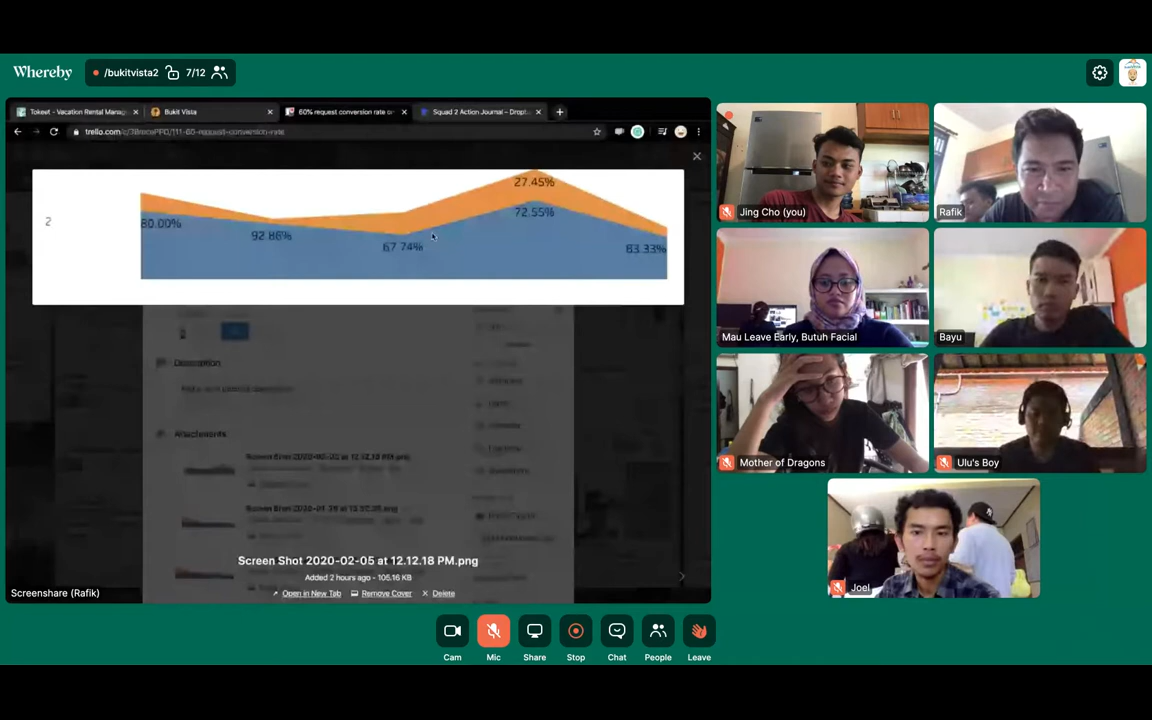 Whereby
/bukitvista2
7/12
Tokeet - Vacation Rental Manag
Bukit Vista
60% request conversion rate or
Squad 2 Action Journal - Dropb
27.45%
2
80.00%
92.86%
67.74%
72.55%
83.33%
Description
Attachments
Screen Shot 2020-02-05 at 12.12.18 PM.png
Added 2 hours ago - 105.16 KB
Open in New Tab
Remove Cover
Delete
Screenshare (Rafik)
Jing Cho (you)
Rafik
Mau Leave Early, Butuh Facial
Bayu
Mother of Dragons
Ulu's Boy
Joel
Cam
Mic
Share
Stop
Chat
People
Leave